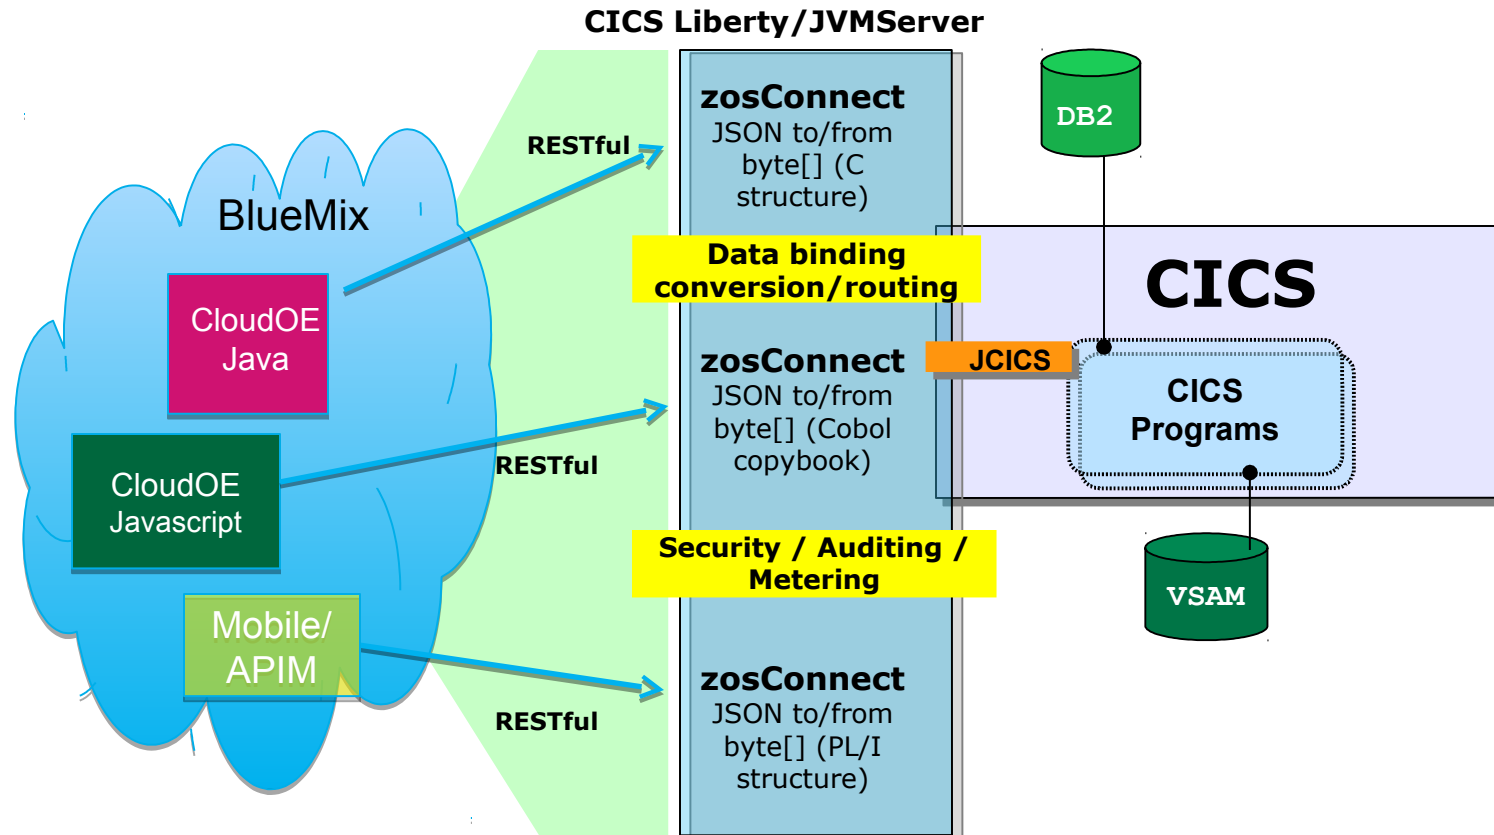 CICS Liberty/JVMServer
zosConnect
JSON to/from
byte[] (C
structure)
DB2
RESTful
BlueMix
Data binding
conversion/routing
CICS
CloudOE
Java
zosConnect
JSON to/from
byte[] (Cobol
copybook)
JCICS
CICS
Programs
RESTful
CloudOE
Javascript
Security / Auditing /
Metering
VSAM
Mobile/
APIM
zosConnect
JSON to/from
byte[] (PL/I
structure)
RESTful